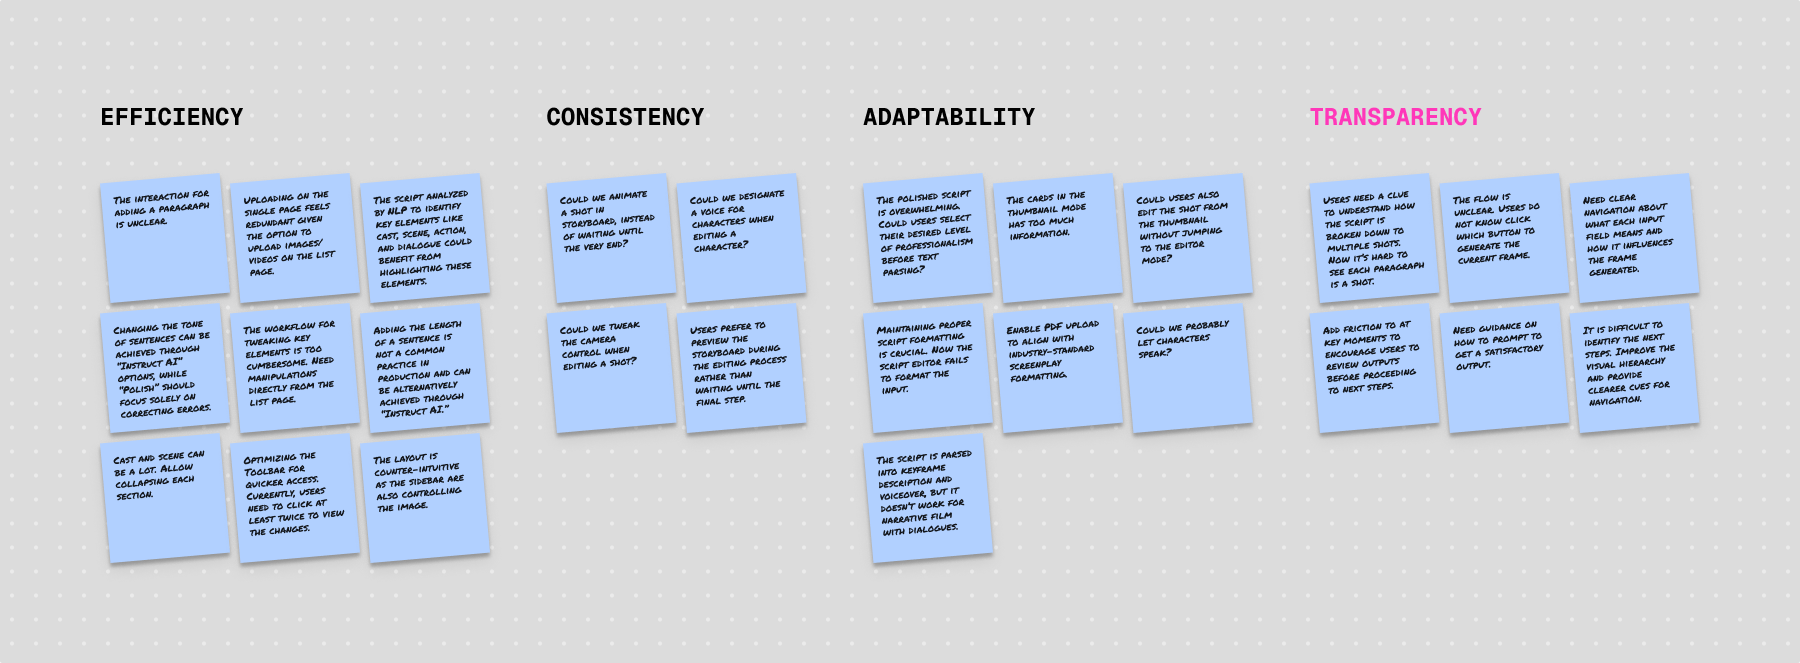 EFFICIENCY
THE INTERACTION FOR
ADDING A PARAGRAPH
IS UNCLEAR.
UPLOADING ON THE
SINGLE PAGE FEELS
REDUNDANT GIVEN
THE OPTION TO
UPLOAD IMAGES/
VIDEOS ON THE LIST
PAGE.
THE SCRIPT ANALYZED
BY NLP TO IDENTIFY
KEY ELEMENTS LIKE
CAST, SCENE, ACTION,
AND DIALOGUE COULD
BENEFIT FROM
HIGHLIGHTING THESE
ELEMENTS.
CHANGING THE TONE
OF SENTENCES CAN BE
ACHIEVED THROUGH
"INSTRUCT AI"
OPTIONS, WHILE
"POLISH" SHOULD
FOCUS SOLELY ON
CORRECTING ERRORS.
THE WORKFLOW FOR
TWEAKING KEY
ELEMENTS IS TOO
CUMBERSOME. NEED
MANIPULATIONS
DIRECTLY FROM THE
LIST PAGE.
ADDING THE LENGTH
OF A SENTENCE IS
NOT A COMMON
PRACTICE IN
PRODUCTION AND CAN
BE ALTERNATIVELY
ACHIEVED THROUGH
"INSTRUCT AI."
CAST AND SCENE CAN
BE A LOT. ALLOW
COLLAPSING EACH
SECTION.
OPTIMIZING THE
TOOLBAR FOR
QUICKER ACCESS.
CURRENTLY, USERS
NEED TO CLICK AT
LEAST TWICE TO VIEW
THE CHANGES.
THE LAYOUT IS
COUNTER-INTUITIVE
AS THE SIDEBAR ARE
ALSO CONTROLLING
THE IMAGE.
CONSISTENCY
COULD WE ANIMATE
A SHOT IN
STORYBOARD, INSTEAD
OF WAITING UNTIL
THE VERY END?
COULD WE DESIGNATE
A VOICE FOR
CHARACTERS WHEN
EDITING A
CHARACTER?
COULD WE TWEAK
THE CAMERA
CONTROL WHEN
EDITING A SHOT?
USERS PREFER TO
PREVIEW THE
STORYBOARD DURING
THE EDITING PROCESS
RATHER THAN
WAITING UNTIL THE
FINAL STEP.
ADAPTABILITY
THE POLISHED SCRIPT
IS OVERWHELMING.
COULD USERS SELECT
THEIR DESIRED LEVEL
OF PROFESSIONALISM
BEFORE TEXT
PARSING?
THE CARDS IN THE
THUMBNAIL MODE
HAS TOO MUCH
INFORMATION.
COULD USERS ALSO
EDIT THE SHOT FROM
THE THUMBNAIL
WITHOUT JUMPING
TO THE EDITOR
MODE?
MAINTAINING PROPER
SCRIPT FORMATTING
IS CRUCIAL. NOW THE
SCRIPT EDITOR FAILS
TO FORMAT THE
INPUT.
ENABLE PDF UPLOAD
TO ALIGN WITH
INDUSTRY-STANDARD
SCREENPLAY
FORMATTING.
COULD WE PROBABLY
LET CHARACTERS
SPEAK?
THE SCRIPT IS PARSED
INTO KEYFRAME
DESCRIPTION AND
VOICEOVER, BUT IT
DOESN'T WORK FOR
NARRATIVE FILM
WITH DIALOGUES.
TRANSPARENCY
USERS NEED A CLUE
TO UNDERSTAND HOW
THE SCRIPT IS
BROKEN DOWN TO
MULTIPLE SHOTS.
NOW IT'S HARD TO
SEE EACH PARAGRAPH
IS A SHOT.
THE FLOW IS
UNCLEAR. USERS DO
NOT KNOW CLICK
WHICH BUTTON TO
GENERATE THE
CURRENT FRAME.
NEED CLEAR
NAVIGATION ABOUT
WHAT EACH INPUT
FIELD MEANS AND
HOW IT INFLUENCES
THE FRAME
GENERATED.
ADD FRICTION TO AT
KEY MOMENTS TO
ENCOURAGE USERS TO
REVIEW OUTPUTS
BEFORE PROCEEDING
TO NEXT STEPS.
NEED GUIDANCE ON
HOW TO PROMPT TO
GET A SATISFACTORY
OUTPUT.
IT IS DIFFICULT TO
IDENTIFY THE NEXT
STEPS. IMPROVE THE
VISUAL HIERARCHY
AND PROVIDE
CLEARER CUES FOR
NAVIGATION.